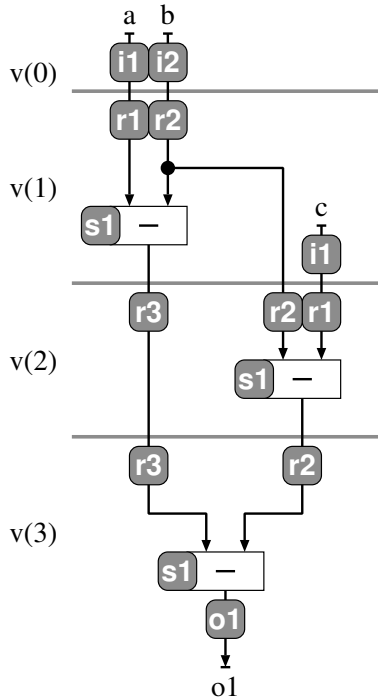 a b
v(0) i1 i2
r1 r2
v(1)
s1 − c
i1
r3 r2 r1
v(2)
s1 −
r3 r2
v(3)
s1 −
o1
o1